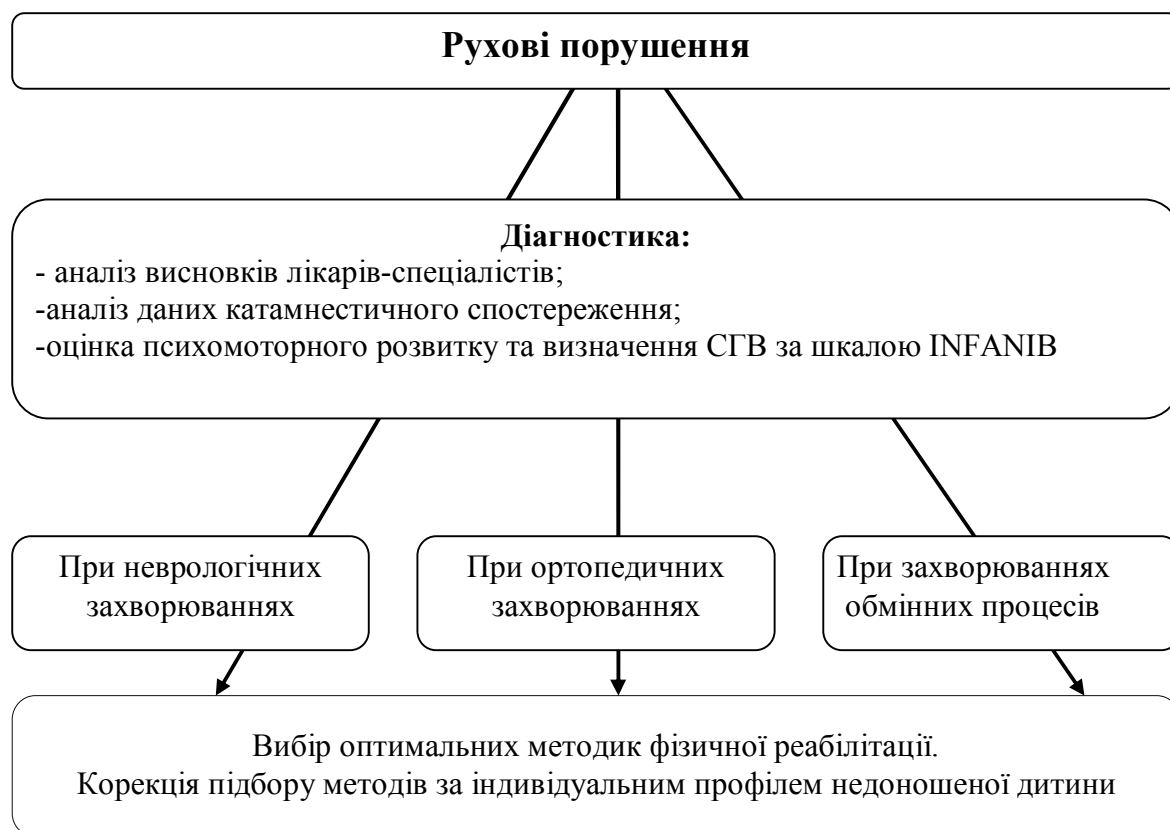 Рухові порушення
Діагностика:
- аналіз висновків лікарів-спеціалістів;
-аналіз даних катамнестичного спостереження;
-оцінка психомоторного розвитку та визначення СГВ за шкалою INFANIB
При неврологічних
захворюваннях
При ортопедичних
захворюваннях
При захворюваннях
обмінних процесів
Вибір оптимальних методик фізичної реабілітації.
Корекція підбору методів за індивідуальним профілем недоношеної дитини